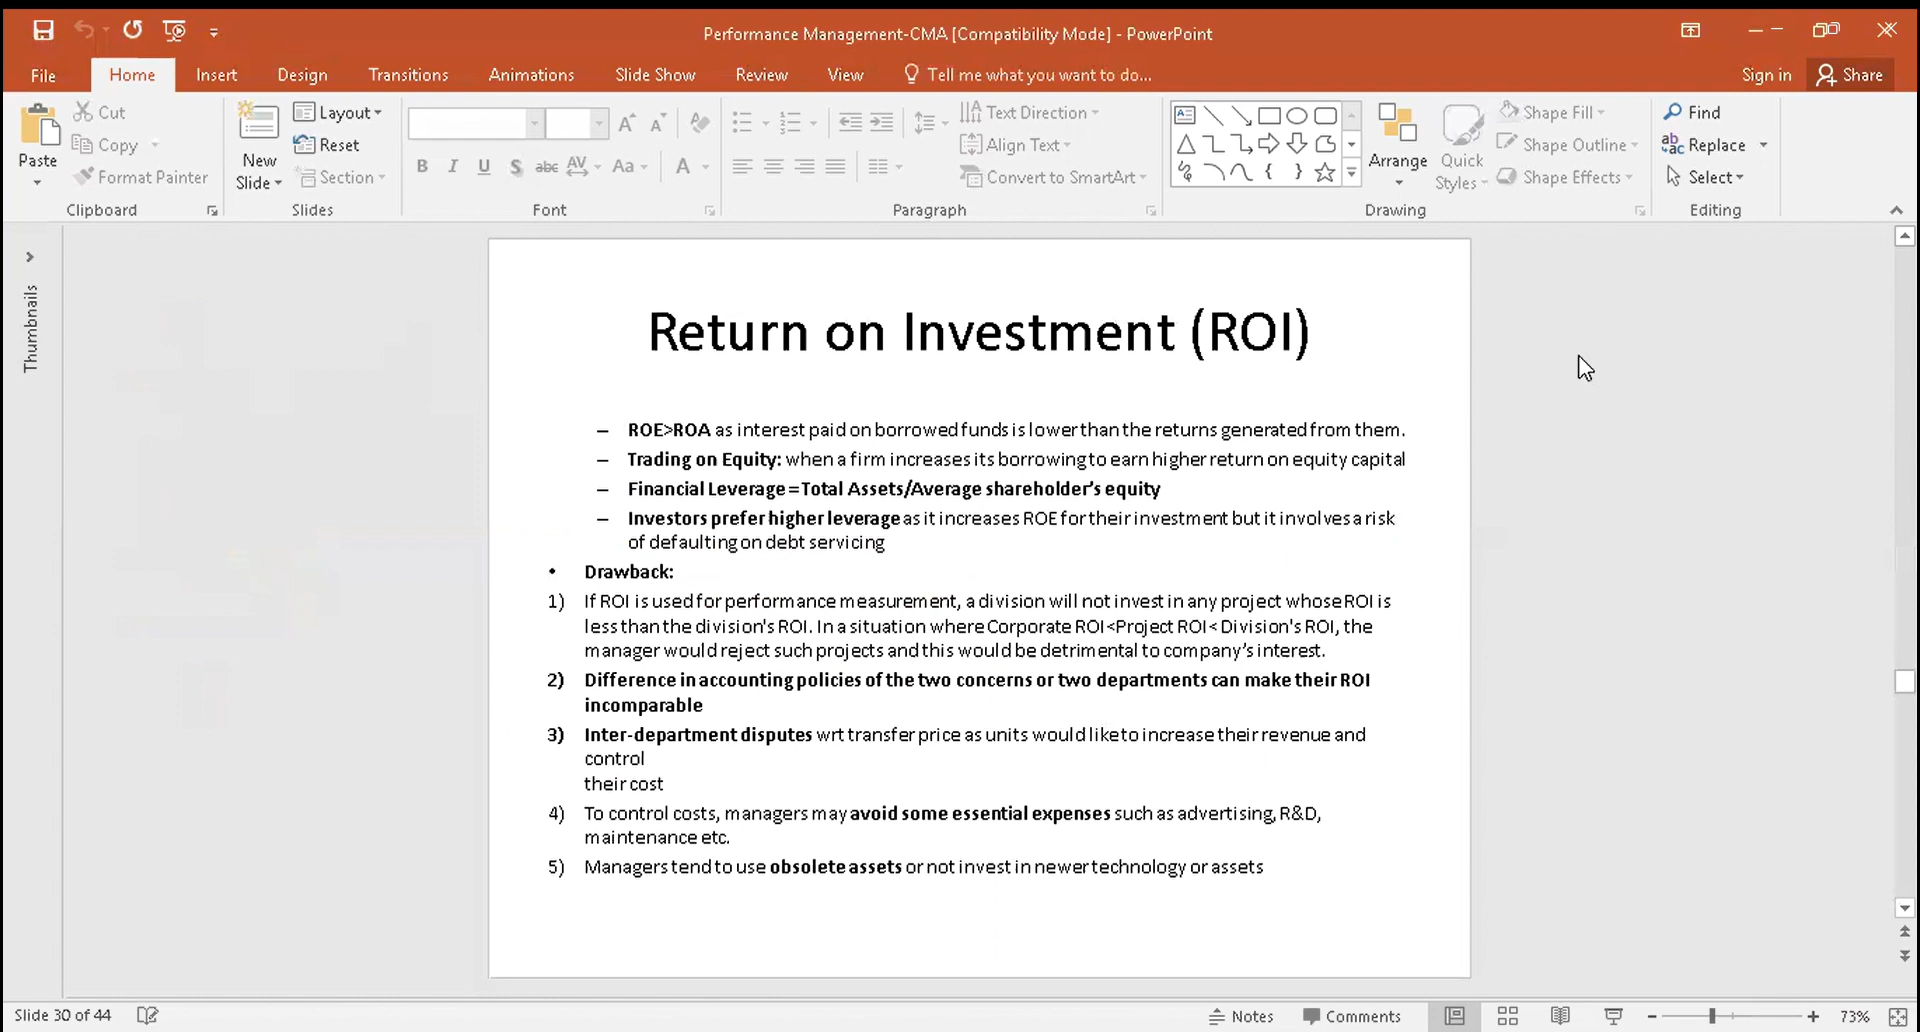 Performance Management-CMA [Compatibility Mode] - PowerPoint
File Home Insert Design Transitions Animations Slide Show Review View Tell me what you want to do... Sign in Share
Cut
Copy
Format Painter
Paste
Clipboard
New
Slide
Layout
Reset
Section
Slides
B I U S abc AV Aa A
Font
Text Direction
Align Text
Convert to SmartArt
Paragraph
Arrange
Quick
Styles
Shape Fill
Shape Outline
Shape Effects
Drawing
Find
Replace
Select
Editing
Thumbnails
Return on Investment (ROI)
– ROE>ROA as interest paid on borrowed funds is lower than the returns generated from them.
– Trading on Equity: when a firm increases its borrowing to earn higher return on equity capital
– Financial Leverage=Total Assets/Average shareholder's equity
– Investors prefer higher leverage as it increases ROE for their investment but it involves a risk
of defaulting on debt servicing
• Drawback:
1) If ROI is used for performance measurement, a division will not invest in any project whose ROI is
less than the division's ROI. In a situation where Corporate ROI<Project ROI< Division's ROI, the
manager would reject such projects and this would be detrimental to company's interest.
2) Difference in accounting policies of the two concerns or two departments can make their ROI
incomparable
3) Inter-department disputes wrt transfer price as units would like to increase their revenue and
control
their cost
4) To control costs, managers may avoid some essential expenses such as advertising, R&D,
maintenance etc.
5) Managers tend to use obsolete assets or not invest in newer technology or assets
Slide 30 of 44
Notes Comments 73%